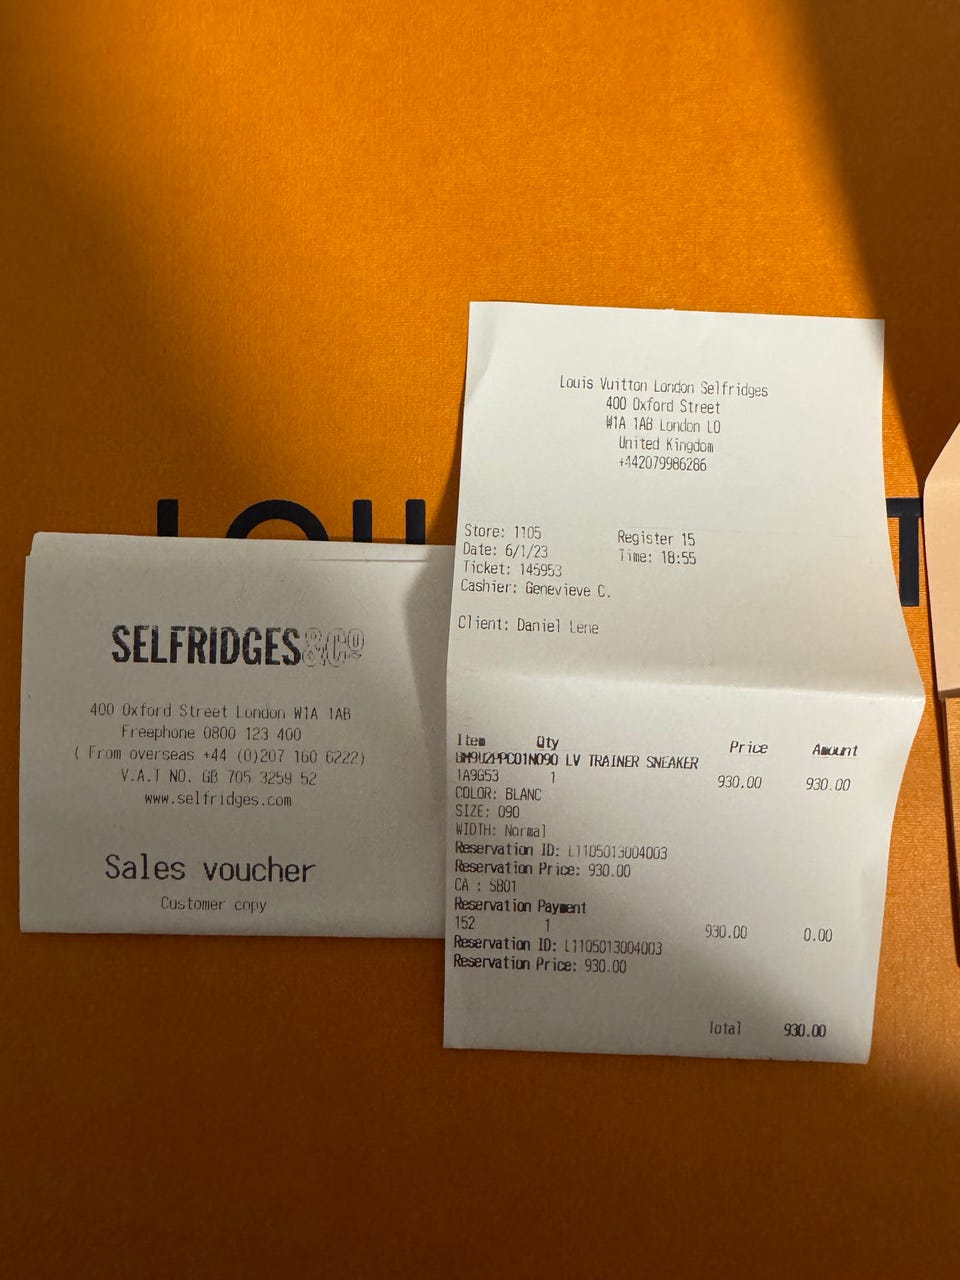 LOU
T
SELFRIDGES&Cº
400 Oxford Street London W1A 1AB
Freephone 0800 123 400
( From overseas +44 (0)207 160 6222)
V.A.T NO. GB 705 3259 52
www.selfridges.com
Sales voucher
Customer copy
Louis Vuitton London Selfridges
400 Oxford Street
W1A 1AB London LO
United Kingdom
+442079986286
Store: 1105 Register 15
Date: 6/1/23 Time: 18:55
Ticket: 145953
Cashier: Genevieve C.
Client: Daniel Lene
Item Qty Price Amount
LV TRAINER SNEAKER
1A9G53 1 930.00 930.00
COLOR: BLANC
SIZE: 090
WIDTH: Normal
Reservation ID: L1105013004003
Reservation Price: 930.00
CA : SB01
Reservation Payment
152 1 930.00 0.00
Reservation ID: L1105013004003
Reservation Price: 930.00
Total 930.00